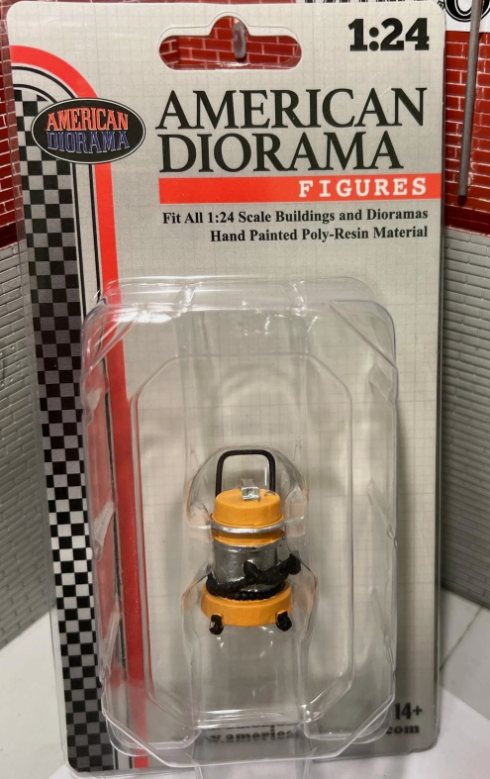 1:24
AMERICAN
DIORAMA
AMERICAN
DIORAMA
FIGURES
Fit All 1:24 Scale Buildings and Dioramas
Hand Painted Poly-Resin Material
14+